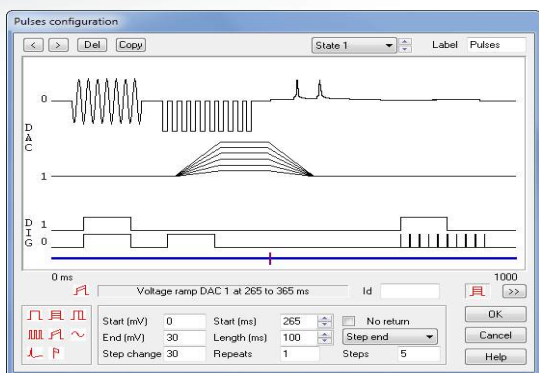 Pulses configuration
< > Del Copy State 1 Label Pulses
0
DAC
1
DIG
1
0
0 ms 1000
Voltage ramp DAC 1 at 265 to 365 ms Id >>
Start (mV) 0 Start (ms) 265 No return OK
End (mV) 30 Length (ms) 100 Step end Cancel
Step change 30 Repeats 1 Steps 5 Help